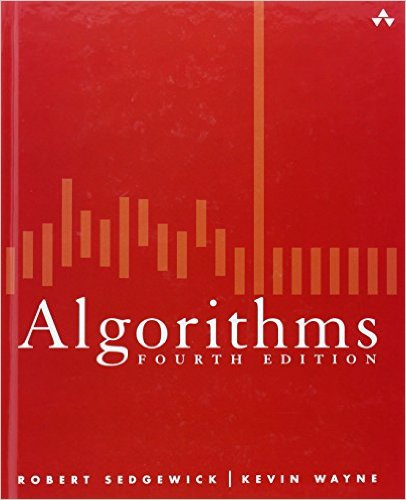 Algorithms
FOURTH EDITION
ROBERT SEDGEWICK | KEVIN WAYNE